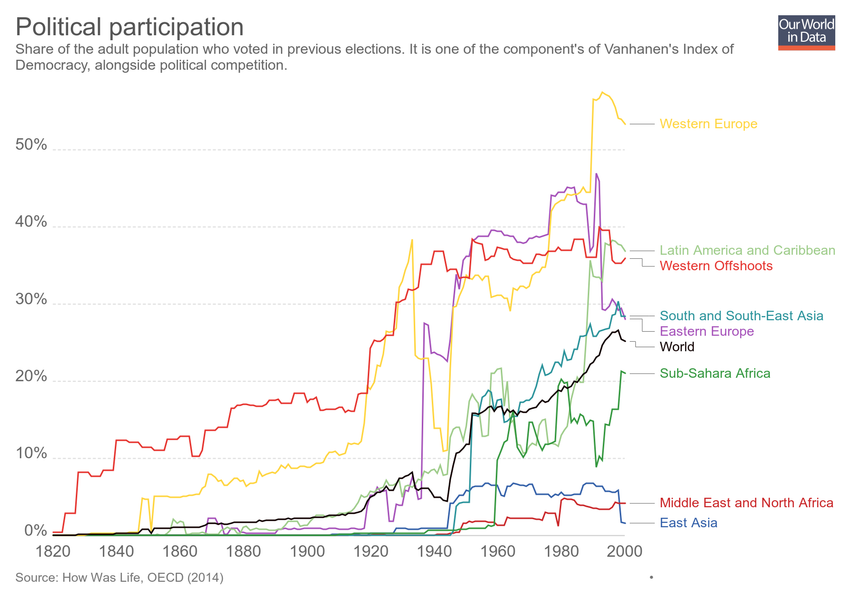 Political participation
Our World
in Data
Share of the adult population who voted in previous elections. It is one of the component's of Vanhanen's Index of
Democracy, alongside political competition.
50%
40%
30%
20%
10%
0%
Western Europe
Latin America and Caribbean
Western Offshoots
South and South-East Asia
Eastern Europe
World
Sub-Sahara Africa
Middle East and North Africa
East Asia
1820 1840 1860 1880 1900 1920 1940 1960 1980 2000
Source: How Was Life, OECD (2014)